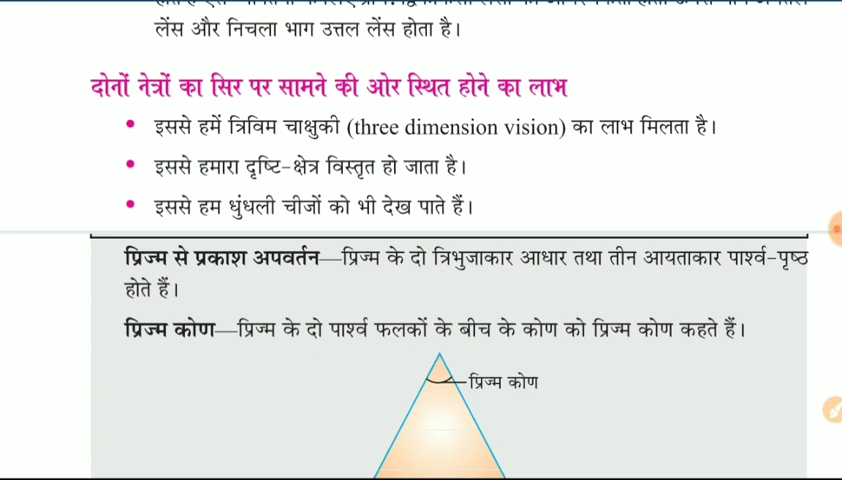 लेंस और निचला भाग उत्तल लेंस होता है।
दोनों नेत्रों का सिर पर सामने की ओर स्थित होने का लाभ
• इससे हमें त्रिविम चाक्षुकी (three dimension vision) का लाभ मिलता है।
• इससे हमारा दृष्टि-क्षेत्र विस्तृत हो जाता है।
• इससे हम धुंधली चीजों को भी देख पाते हैं।
प्रिज्म से प्रकाश अपवर्तन—प्रिज्म के दो त्रिभुजाकार आधार तथा तीन आयताकार पार्श्व-पृष्ठ
होते हैं।
प्रिज्म कोण—प्रिज्म के दो पार्श्व फलकों के बीच के कोण को प्रिज्म कोण कहते हैं।
प्रिज्म कोण